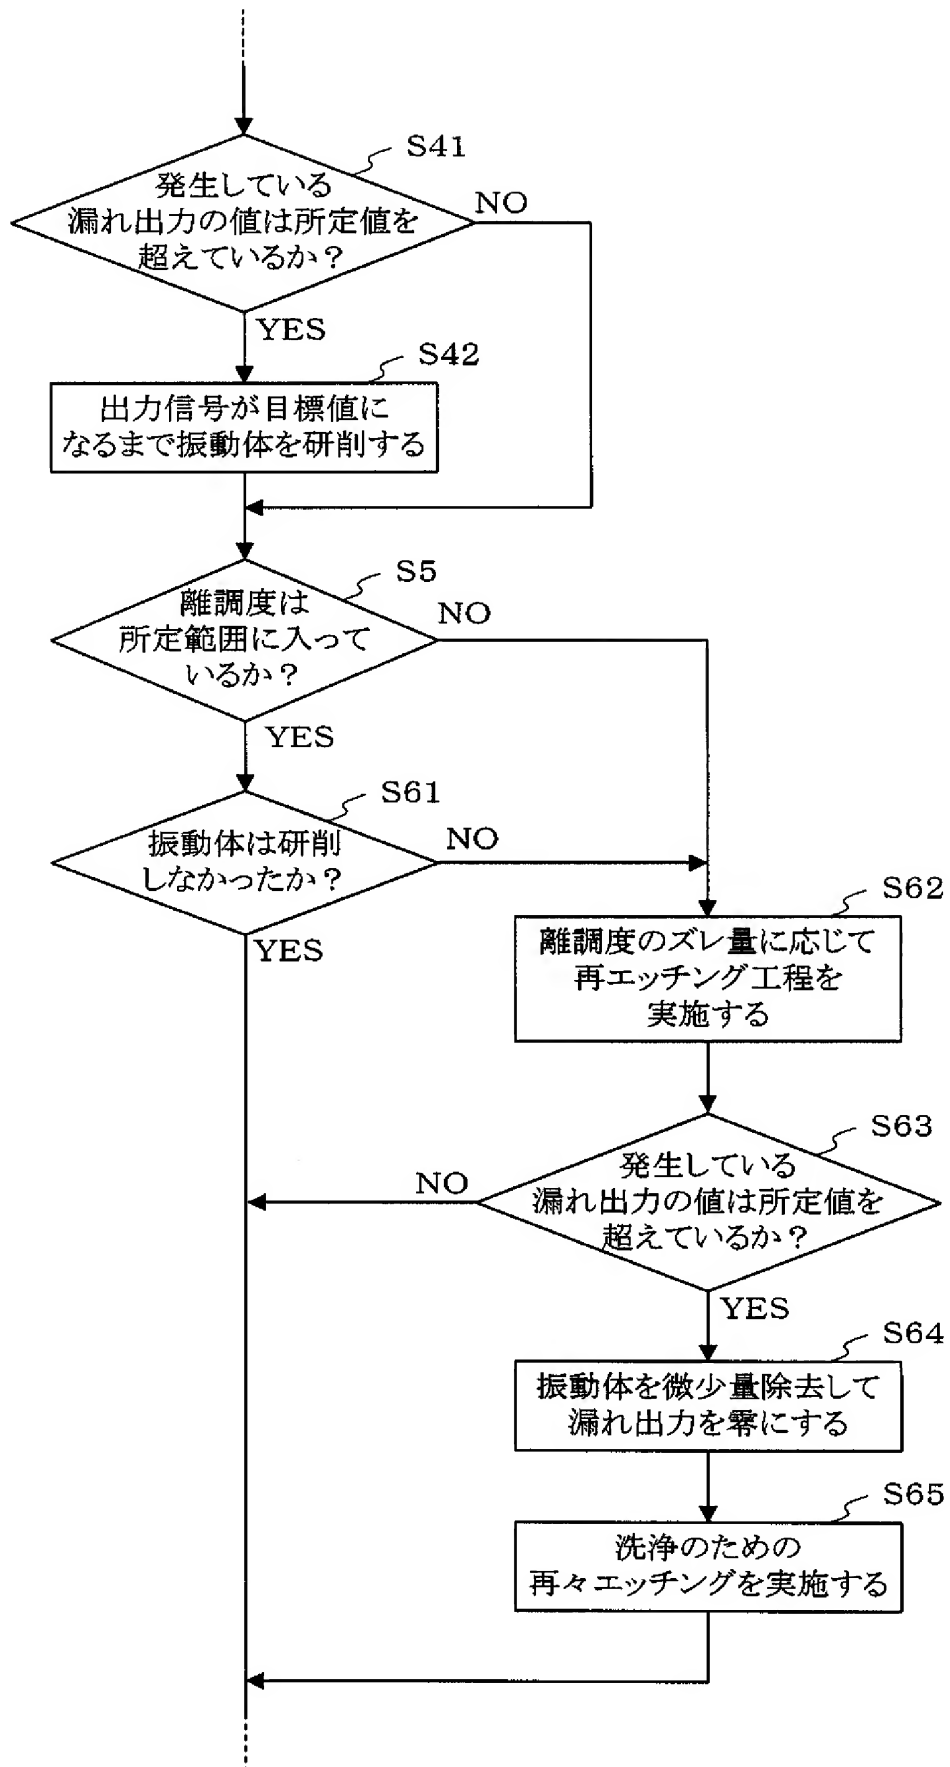 S41
発生している
漏れ出力の値は所定値を
超えているか？
NO
YES
S42
出力信号が目標値に
なるまで振動体を研削する
S5
離調度は
所定範囲に入って
いるか？
NO
YES
S61
振動体は研削
しなかったか？
NO
YES
S62
離調度のズレ量に応じて
再エッチング工程を
実施する
S63
発生している
漏れ出力の値は所定値を
超えているか？
NO
YES
S64
振動体を微少量除去して
漏れ出力を零にする
S65
洗浄のための
再々エッチングを実施する